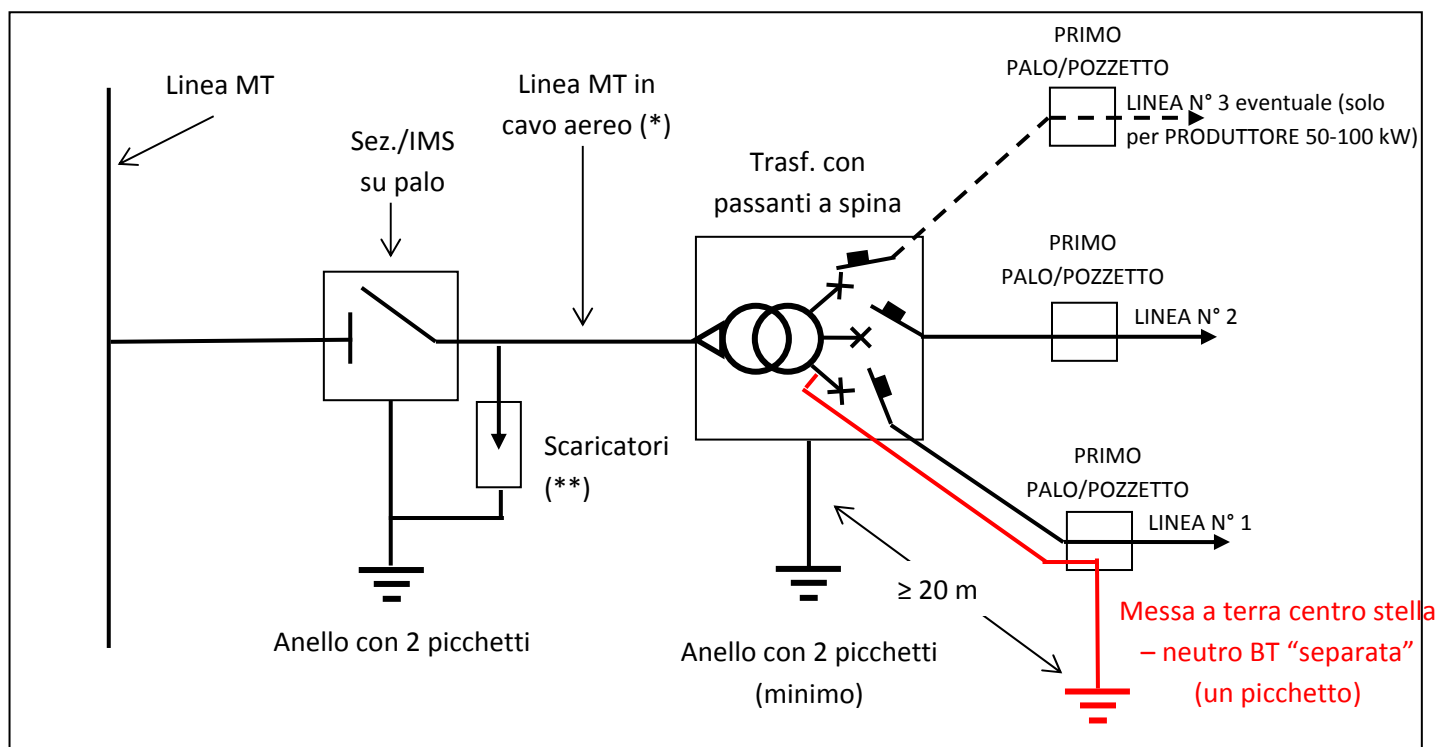 Linea MT
Linea MT in
cavo aereo (*)
Sez./IMS
su palo
Trasf. con
passanti a spina
PRIMO
PALO/POZZETTO
LINEA N° 3 eventuale (solo
per PRODUTTORE 50-100 kW)
PRIMO
PALO/POZZETTO
LINEA N° 2
Scaricatori
(**)
PRIMO
PALO/POZZETTO
LINEA N° 1
≥ 20 m
Anello con 2 picchetti
Anello con 2 picchetti
(minimo)
Messa a terra centro stella
– neutro BT “separata”
(un picchetto)